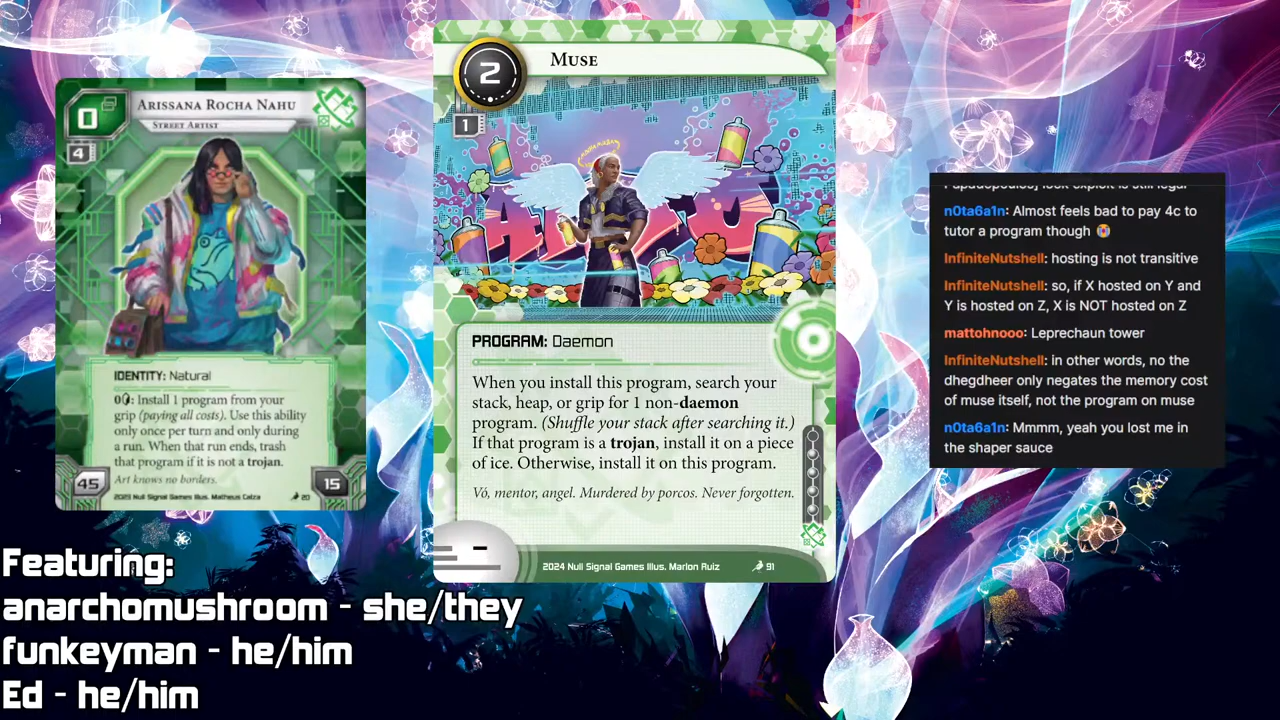 0
ARISSANA ROCHA NAHU
STREET ARTIST
4
IDENTITY: Natural
0: Install 1 program from your
grip (paying all costs). Use this ability
only once per turn and only during
a run. When that run ends, trash
that program if it is not a trojan.
Art knows no borders.
45
2023 Null Signal Games Illus. Matheus Calza
20
15
2
MUSE
1
PROGRAM: Daemon
When you install this program, search your
stack, heap, or grip for 1 non-daemon
program. (Shuffle your stack after searching it.)
If that program is a trojan, install it on a piece
of ice. Otherwise, install it on this program.
Vó, mentor, angel. Murdered by porcos. Never forgotten.
-
2024 Null Signal Games Illus. Marlon Ruiz
91
n0ta6a1n: Almost feels bad to pay 4c to
tutor a program though
InfiniteNutshell: hosting is not transitive
InfiniteNutshell: so, if X hosted on Y and
Y is hosted on Z, X is NOT hosted on Z
mattohnooo: Leprechaun tower
InfiniteNutshell: in other words, no the
dhegdheer only negates the memory cost
of muse itself, not the program on muse
n0ta6a1n: Mmmm, yeah you lost me in
the shaper sauce
Featuring:
anarchomushroom - she/they
funkeyman - he/him
Ed - he/him